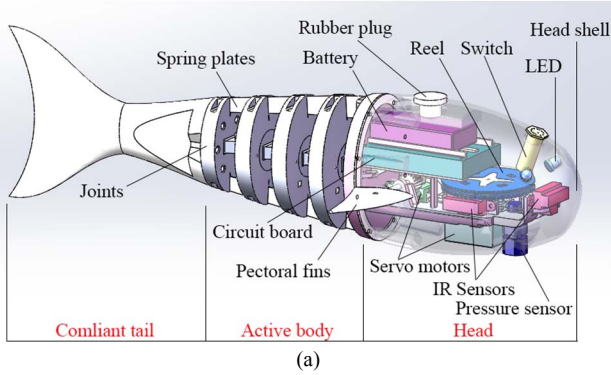 Rubber plug
Head shell
Spring plates
Battery
Reel
Switch
LED
Joints
Circuit board
Pectoral fins
Servo motors
IR Sensors
Pressure sensor
Comliant tail
Active body
Head
(a)